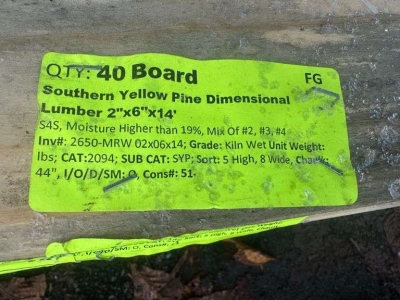 QTY: 40 Board FG
Southern Yellow Pine Dimensional
Lumber 2"x6"x14'
S4S, Moisture Higher than 19%, Mix Of #2, #3, #4
Inv#: 2650-MRW 02x06x14; Grade: Kiln Wet Unit Weight:
lbs; CAT:2094; SUB CAT: SYP; Sort: 5 High, 8 Wide,
44", I/O/D/SM: O, Cons#: 51-